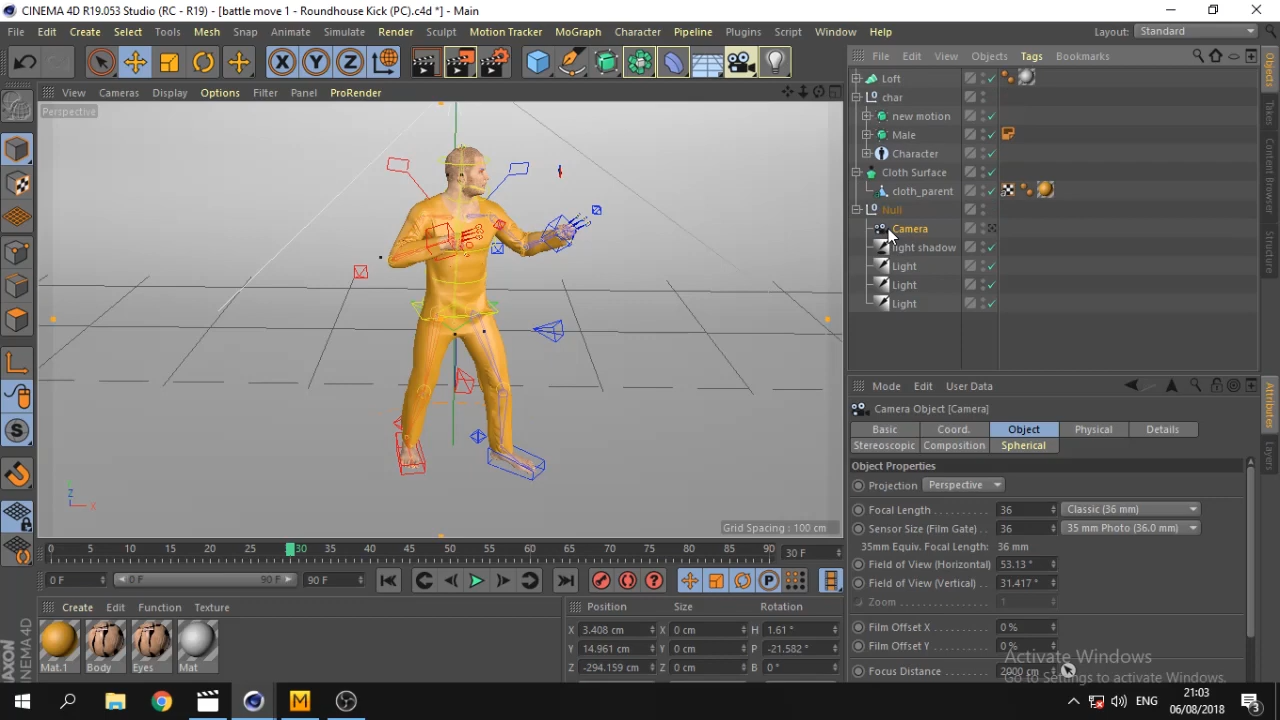 CINEMA 4D R19.053 Studio (RC - R19) - [battle move 1 - Roundhouse Kick (PC).c4d *] - Main
File Edit Create Select Tools Mesh Snap Animate Simulate Render Sculpt Motion Tracker MoGraph Character Pipeline Plugins Script Window Help Layout: Standard
File Edit View Objects Tags Bookmarks
View Cameras Display Options Filter Panel ProRender
Perspective
Loft
char
new motion
Male
Character
Cloth Surface
cloth_parent
Null
Camera
light shadow
Light
Light
Light
Objects
Takes
Content Browser
Structure
Z
X
Grid Spacing : 100 cm
Mode Edit User Data
Camera Object [Camera]
Basic Coord. Object Physical Details
Stereoscopic Composition Spherical
Object Properties
Projection Perspective
Focal Length 36 Classic (36 mm)
Sensor Size (Film Gate) 36 35 mm Photo (36.0 mm)
35mm Equiv. Focal Length: 36 mm
Field of View (Horizontal) 53.13 °
Field of View (Vertical) 31.417 °
Zoom 1
Film Offset X 0 %
Film Offset Y 0 %
Focus Distance 2000 cm
Attributes
Layers
0 5 10 15 20 25 30 35 40 45 50 55 60 65 70 75 80 85 90 30 F
0 F 0 F 90 F 90 F
Create Edit Function Texture
Mat.1 Body Eyes Mat
Position Size Rotation
X 3.408 cm X 0 cm H 1.61 °
Y 14.961 cm Y 0 cm P -21.582 °
Z -294.159 cm Z 0 cm B 0 °
MAXON
CINEMA 4D
Activate Windows
Go to Settings to activate Windows.
ENG
21:03
06/08/2018
3